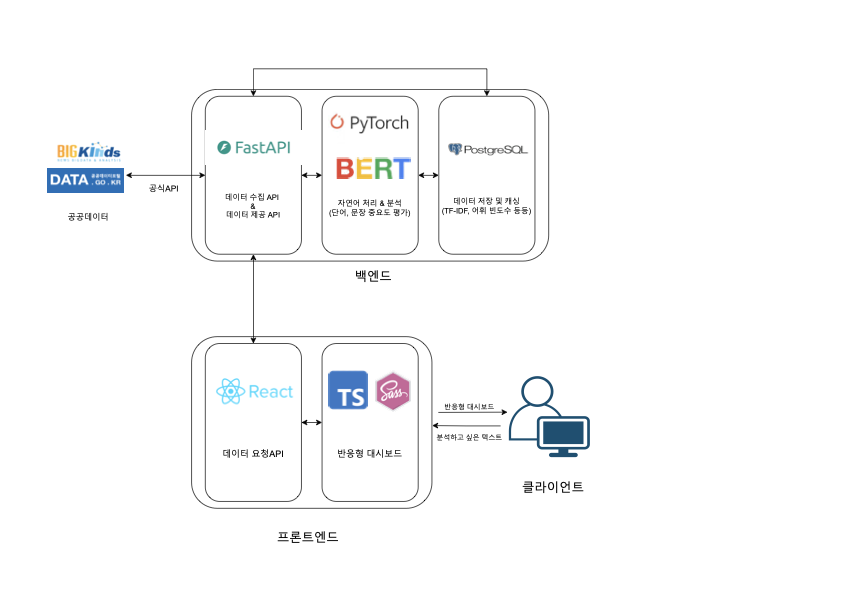 BIGKinds
NEWS BIGDATA & ANALYSIS
DATA 공공데이터포털
.GO.KR
공공데이터
공식API
FastAPI
데이터 수집 API
&
데이터 제공 API
PyTorch
BERT
자연어 처리 & 분석
(단어, 문장 중요도 평가)
PostgreSQL
데이터 저장 및 캐싱
(TF-IDF, 어휘 빈도수 등등)
백엔드
React
데이터 요청API
TS
Sass
반응형 대시보드
프론트엔드
반응형 대시보드
분석하고 싶은 텍스트
클라이언트